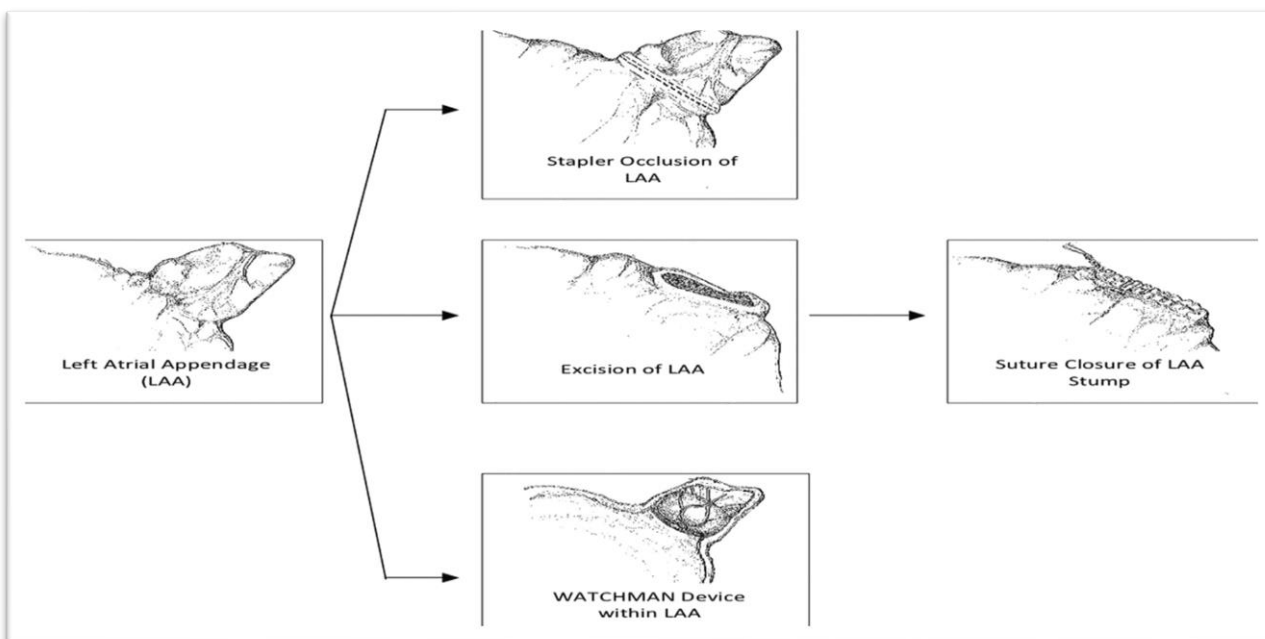 Stapler Occlusion of
LAA
Left Atrial Appendage
(LAA)
Excision of LAA
Suture Closure of LAA
Stump
WATCHMAN Device
within LAA